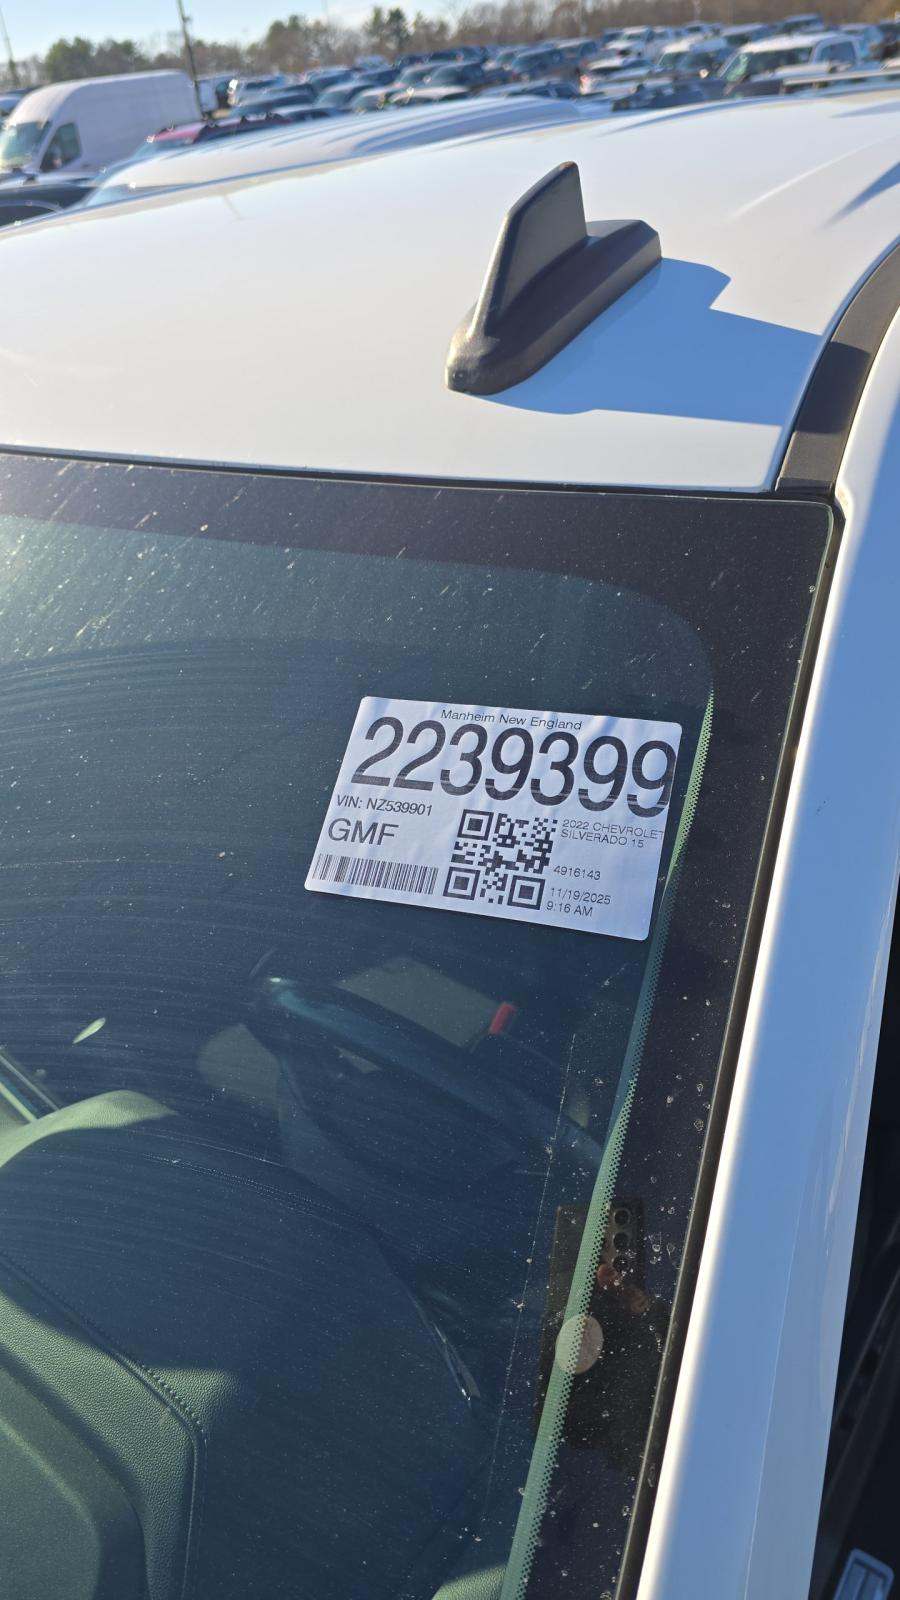 Manheim New England
2239399
VIN: NZ539901
GMF
2022 CHEVROLET
SILVERADO 15
4916143
11/19/2025
9:16 AM